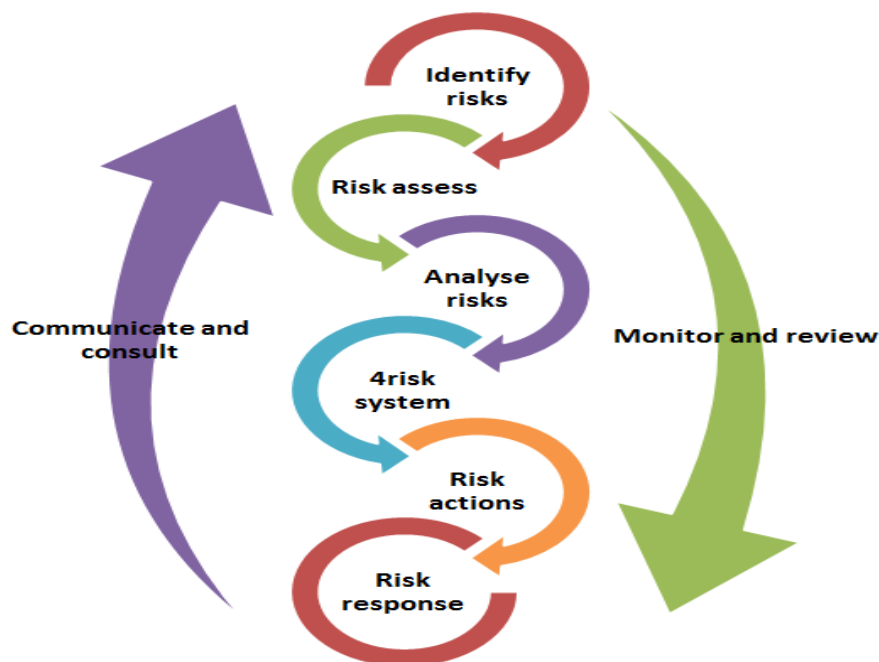 Identify
risks
Risk assess
Analyse
risks
Communicate and
consult
Monitor and review
4risk
system
Risk
actions
Risk
response